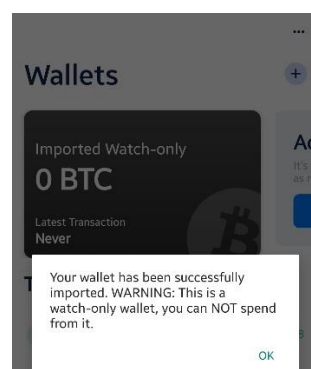 ...
Wallets
+
Imported Watch-only
0 BTC
Latest Transaction
Never
Your wallet has been successfully
imported. WARNING: This is a
watch-only wallet, you can NOT spend
from it.
OK